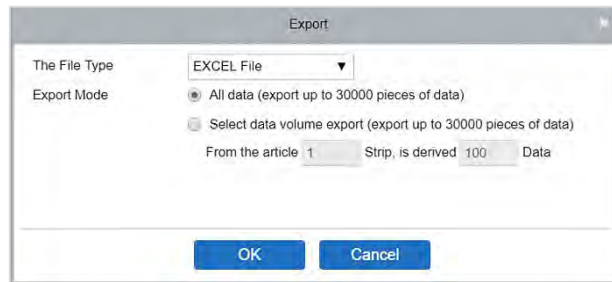 Export
The File Type EXCEL File
Export Mode All data (export up to 30000 pieces of data)
Select data volume export (export up to 30000 pieces of data)
From the article 1 Strip, is derived 100 Data
OK Cancel